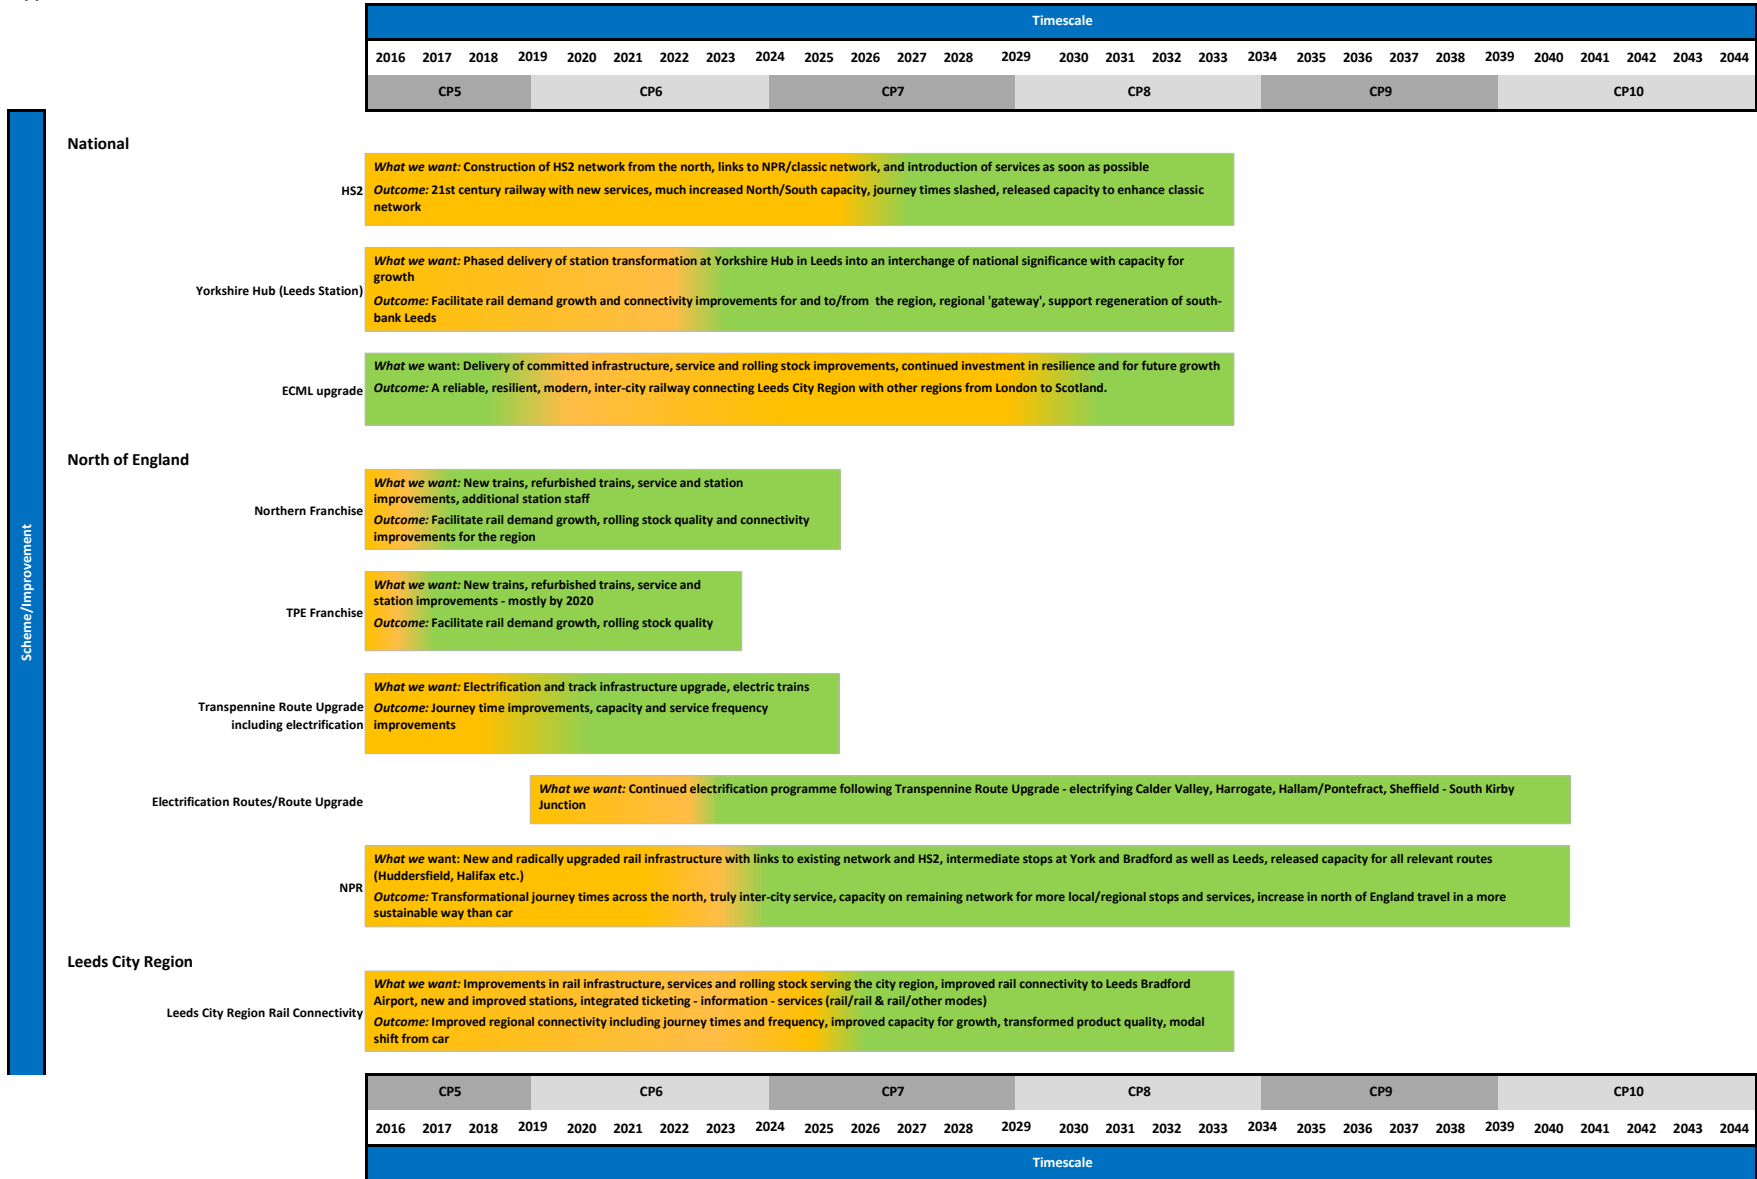 Timescale
2016 2017 2018 2019 2020 2021 2022 2023 2024 2025 2026 2027 2028 2029 2030 2031 2032 2033 2034 2035 2036 2037 2038 2039 2040 2041 2042 2043 2044
CP5 CP6 CP7 CP8 CP9 CP10
Scheme/Improvement
National
HS2
What we want: Construction of HS2 network from the north, links to NPR/classic network, and introduction of services as soon as possible
Outcome: 21st century railway with new services, much increased North/South capacity, journey times slashed, released capacity to enhance classic
network
Yorkshire Hub (Leeds Station)
What we want: Phased delivery of station transformation at Yorkshire Hub in Leeds into an interchange of national significance with capacity for
growth
Outcome: Facilitate rail demand growth and connectivity improvements for and to/from the region, regional 'gateway', support regeneration of south-
bank Leeds
ECML upgrade
What we want: Delivery of committed infrastructure, service and rolling stock improvements, continued investment in resilience and for future growth
Outcome: A reliable, resilient, modern, inter-city railway connecting Leeds City Region with other regions from London to Scotland.
North of England
Northern Franchise
What we want: New trains, refurbished trains, service and station
improvements, additional station staff
Outcome: Facilitate rail demand growth, rolling stock quality and connectivity
improvements for the region
TPE Franchise
What we want: New trains, refurbished trains, service and
station improvements - mostly by 2020
Outcome: Facilitate rail demand growth, rolling stock quality
Transpennine Route Upgrade
including electrification
What we want: Electrification and track infrastructure upgrade, electric trains
Outcome: Journey time improvements, capacity and service frequency
improvements
Electrification Routes/Route Upgrade
What we want: Continued electrification programme following Transpennine Route Upgrade - electrifying Calder Valley, Harrogate, Hallam/Pontefract, Sheffield - South Kirby
Junction
NPR
What we want: New and radically upgraded rail infrastructure with links to existing network and HS2, intermediate stops at York and Bradford as well as Leeds, released capacity for all relevant routes
(Huddersfield, Halifax etc.)
Outcome: Transformational journey times across the north, truly inter-city service, capacity on remaining network for more local/regional stops and services, increase in north of England travel in a more
sustainable way than car
Leeds City Region
Leeds City Region Rail Connectivity
What we want: Improvements in rail infrastructure, services and rolling stock serving the city region, improved rail connectivity to Leeds Bradford
Airport, new and improved stations, integrated ticketing - information - services (rail/rail & rail/other modes)
Outcome: Improved regional connectivity including journey times and frequency, improved capacity for growth, transformed product quality, modal
shift from car
CP5 CP6 CP7 CP8 CP9 CP10
2016 2017 2018 2019 2020 2021 2022 2023 2024 2025 2026 2027 2028 2029 2030 2031 2032 2033 2034 2035 2036 2037 2038 2039 2040 2041 2042 2043 2044
Timescale